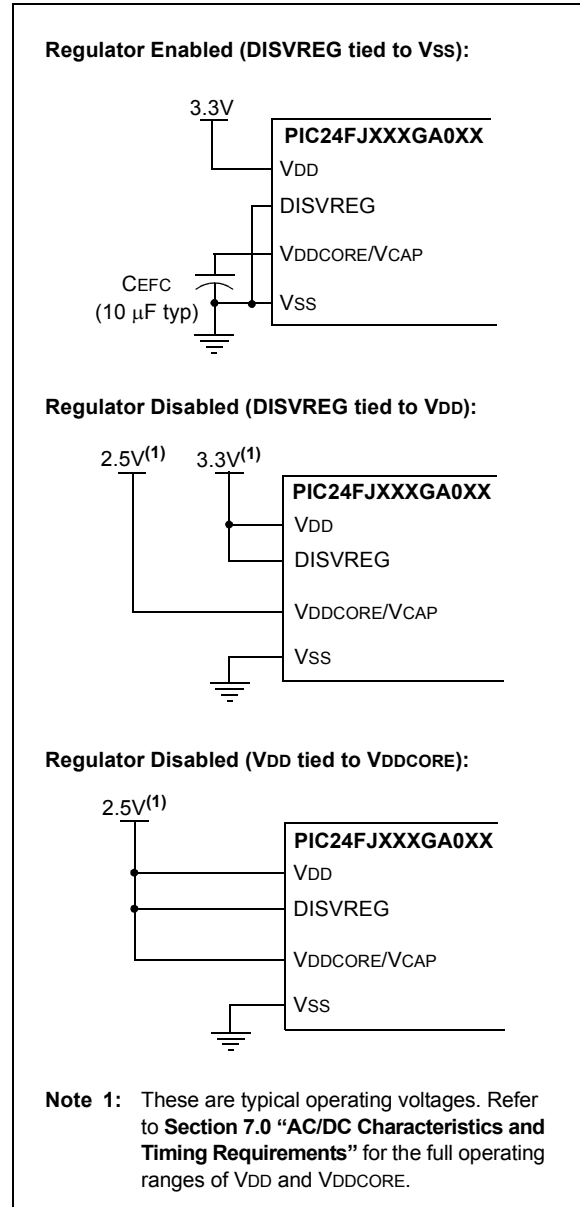 Regulator Enabled (DISVREG tied to VSS):
3.3V
PIC24FJXXXGA0XX
VDD
DISVREG
VDDCORE/VCAP
CEFC
(10 μF typ)
VSS
Regulator Disabled (DISVREG tied to VDD):
2.5V(1) 3.3V(1)
PIC24FJXXXGA0XX
VDD
DISVREG
VDDCORE/VCAP
VSS
Regulator Disabled (VDD tied to VDDCORE):
2.5V(1)
PIC24FJXXXGA0XX
VDD
DISVREG
VDDCORE/VCAP
VSS
Note 1: These are typical operating voltages. Refer
to Section 7.0 “AC/DC Characteristics and
Timing Requirements” for the full operating
ranges of VDD and VDDCORE.